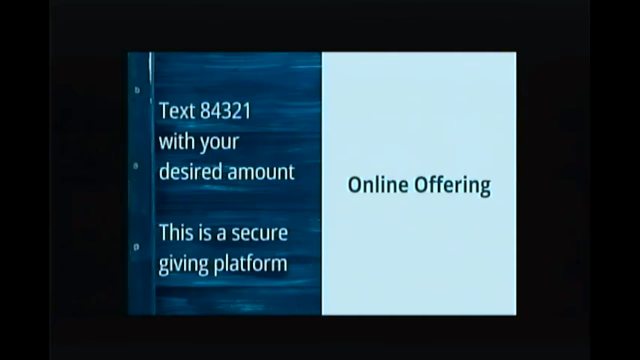 Text 84321
with your
desired amount
This is a secure
giving platform
Online Offering